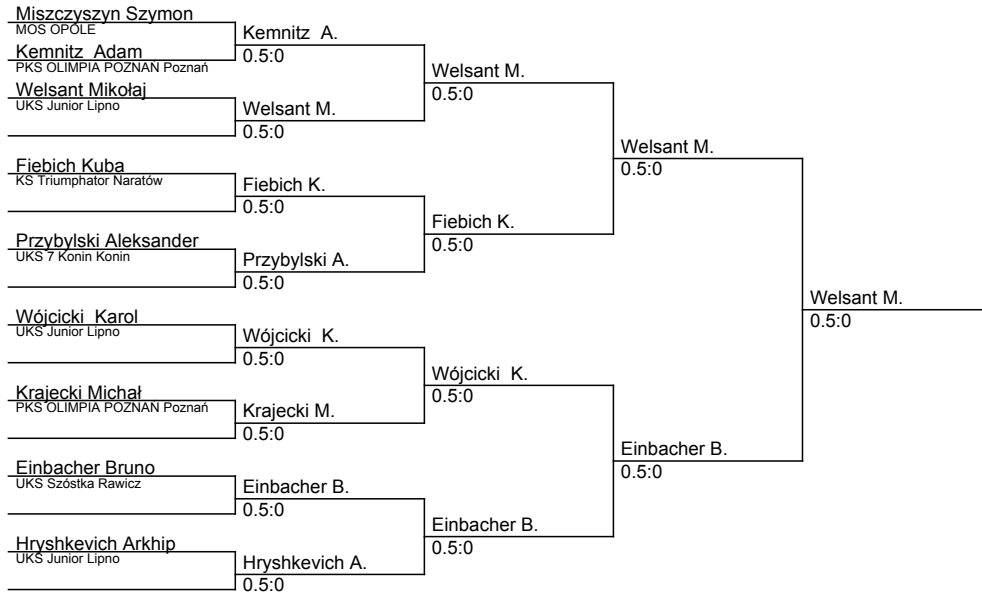 Miszczyszyn Szymon
MOS OPOLE
Kemnitz  Adam
PKS OLIMPIA POZNAŃ Poznań
Welsant Mikołaj
UKS Junior Lipno
Fiebich Kuba
KS Triumphator Naratów
Przybylski Aleksander
UKS 7 Konin Konin
Wójcicki  Karol
UKS Junior Lipno
Krajecki Michał
PKS OLIMPIA POZNAŃ Poznań
Einbacher Bruno
UKS Szóstka Rawicz
Hryshkevich Arkhip
UKS Junior Lipno
Kemnitz  A.
0.5:0
Welsant M.
0.5:0
Fiebich K.
0.5:0
Przybylski A.
0.5:0
Wójcicki  K.
0.5:0
Krajecki M.
0.5:0
Einbacher B.
0.5:0
Hryshkevich A.
0.5:0
Welsant M.
0.5:0
Fiebich K.
0.5:0
Wójcicki  K.
0.5:0
Einbacher B.
0.5:0
Welsant M.
0.5:0
Einbacher B.
0.5:0
Welsant M.
0.5:0